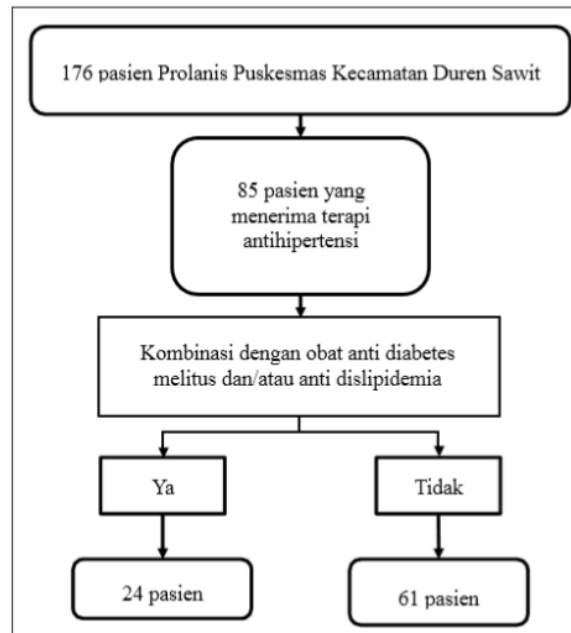 176 pasien Prolanis Puskesmas Kecamatan Duren Sawit
85 pasien yang
menerima terapi
antihipertensi
Kombinasi dengan obat anti diabetes
melitus dan/atau anti dislipidemia
Ya
Tidak
24 pasien
61 pasien